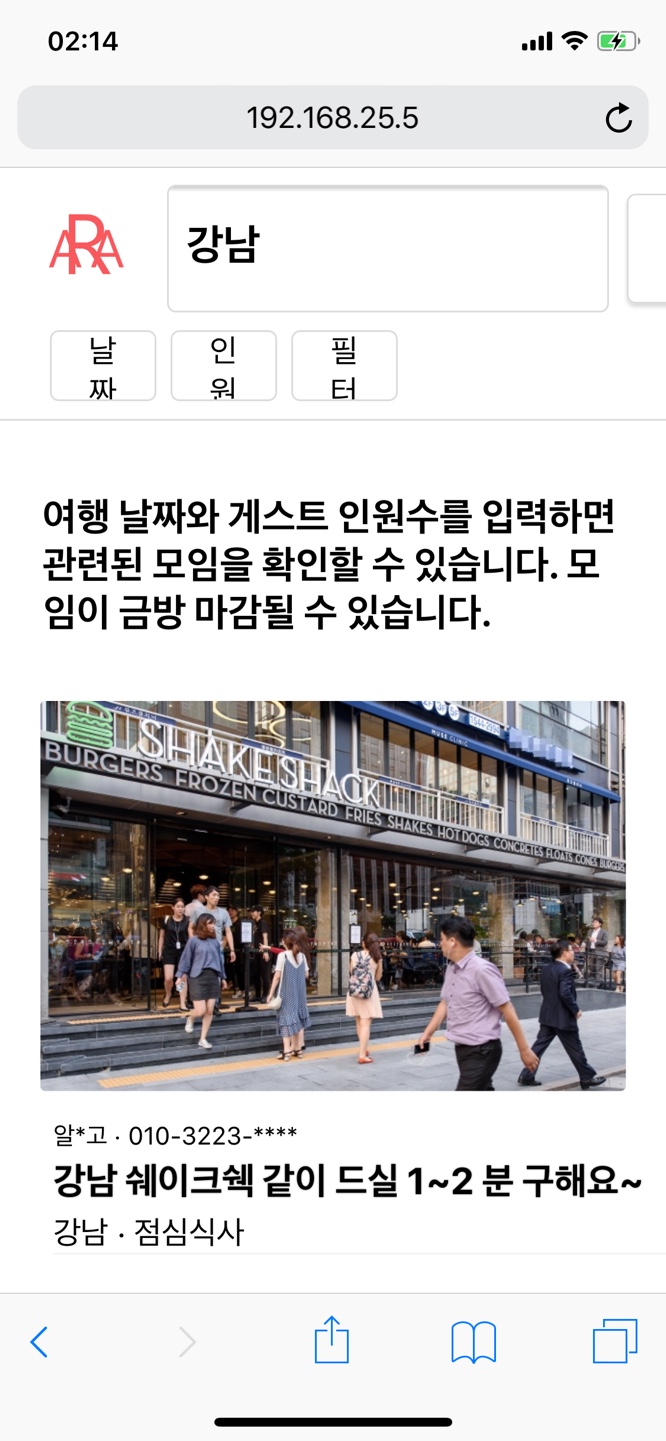 02:14
192.168.25.5
ARA
강남
날
짜
인
원
필
터
여행 날짜와 게스트 인원수를 입력하면
관련된 모임을 확인할 수 있습니다. 모
임이 금방 마감될 수 있습니다.
1544-2994
MUSE CLINIC
SHAKE SHACK
BURGERS FROZEN CUSTARD FRIES SHAKES HOT DOGS CONCRETES FLOATS CONES BURGERS
알*고 · 010-3223-****
강남 쉐이크쉑 같이 드실 1~2 분 구해요~
강남 · 점심식사